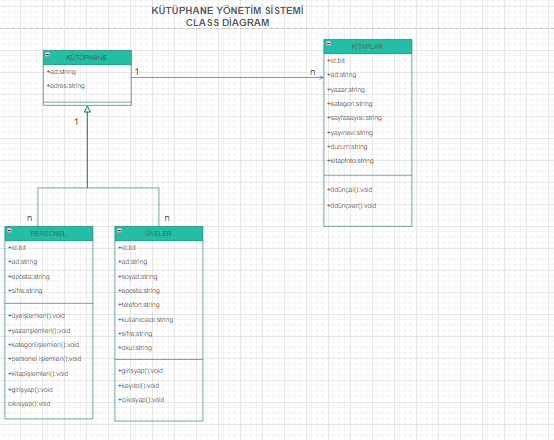 KÜTÜPHANE YÖNETİM SİSTEMİ
CLASS DİAGRAM
KÜTÜPHANE
+ad:string
+adres:string
1
n
1
n
n
KİTAPLAR
+id:bit
+ad:string
+yazar:string
+kategori:string
+sayfasayısı:string
+yayınevi:string
+durum:string
+kitapfoto:string
+ödünçal():void
+ödünçver():void
PERSONEL
+id:bit
+ad:string
+eposta:string
+sifre:string
+üyeişlemleri():void
+yazarişlemleri():void
+kategoriişlemleri():void
+personel işlemleri():void
+kitapişlemleri():void
+girişyap():void
cıkısyap():void
ÜYELER
+id:bit
+ad:string
+soyad:string
+eposta:string
+telefon:string
+kullanıcıadı:string
+sifre:string
+okul:string
+girisyap():void
+kayıtol():void
+cıkısyap():void